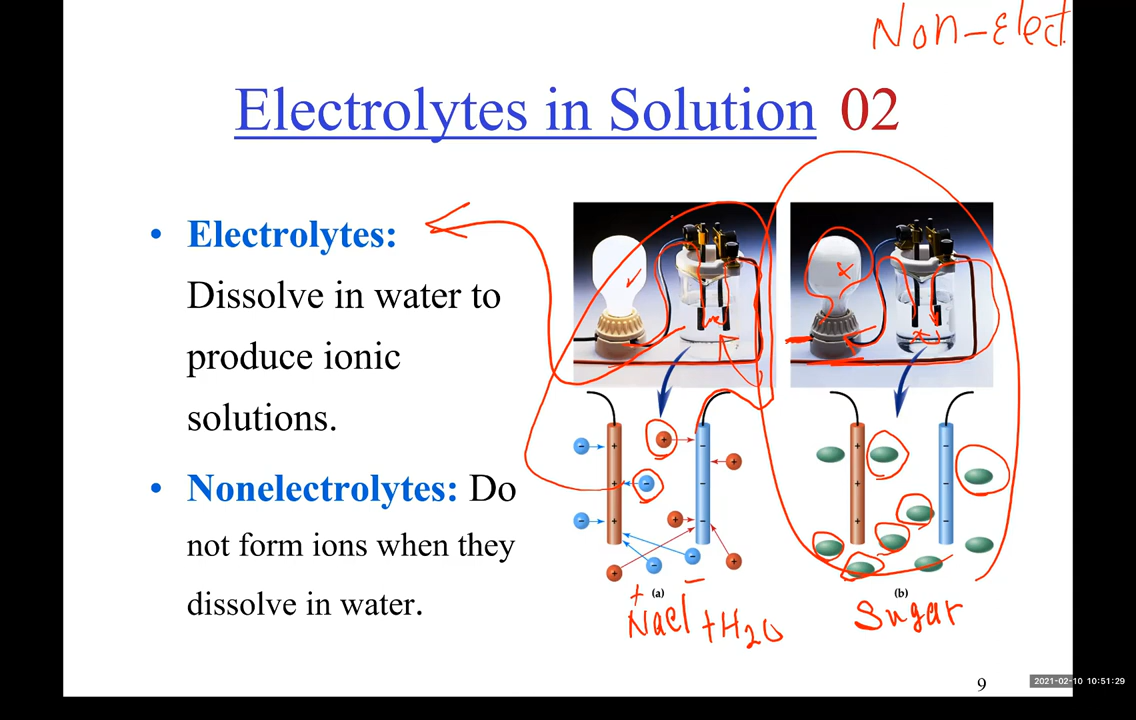 Non-elect.
Electrolytes in Solution 02
• Electrolytes:
Dissolve in water to
produce ionic
solutions.
• Nonelectrolytes: Do
not form ions when they
dissolve in water.
(a)
(b)
+ −
NaCl + H2O
Sugar
9
2021-02-10 10:51:29